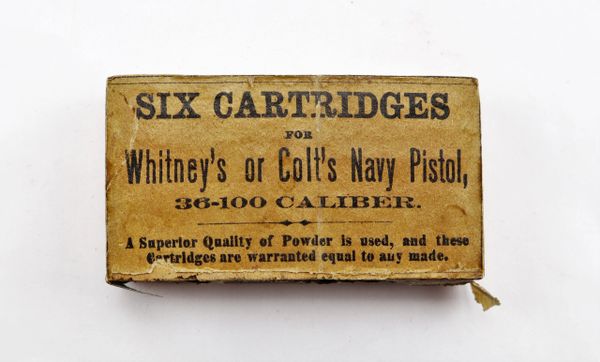 SIX CARTRIDGES
FOR
Whitney's or Colt's Navy Pistol,
36-100 CALIBER.
A Superior Quality of Powder is used, and these
Cartridges are warranted equal to any made.